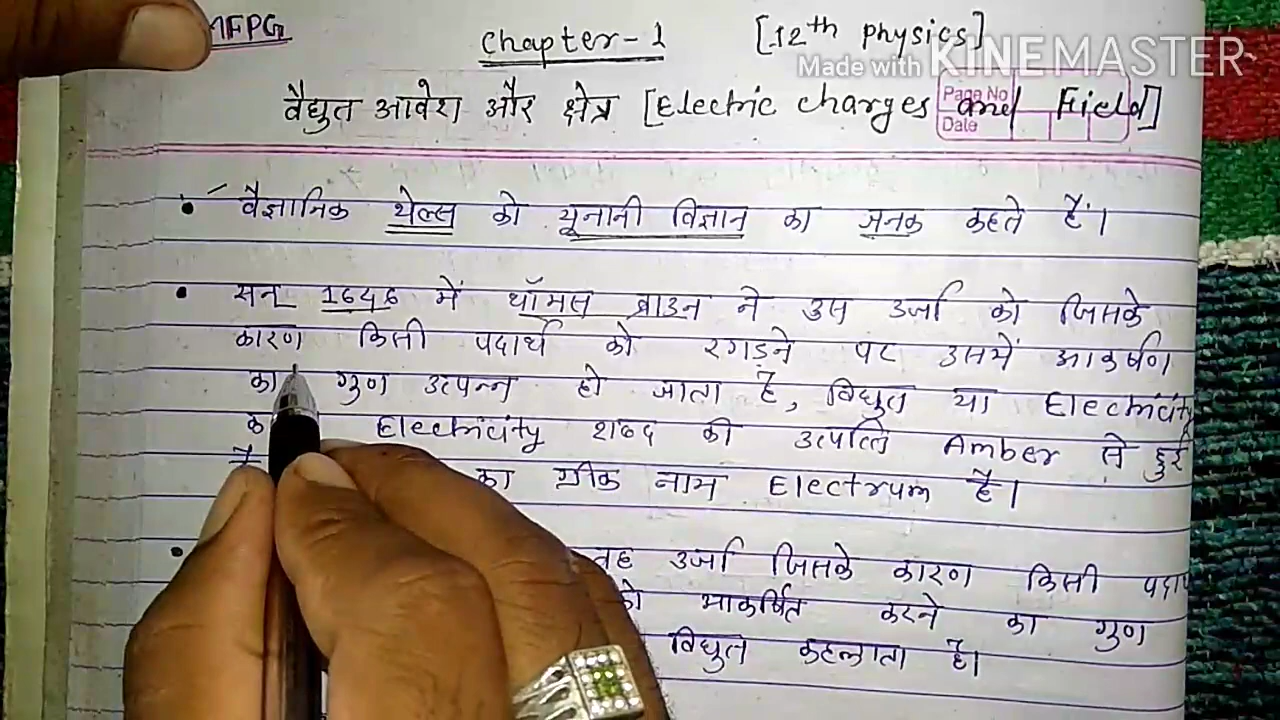 MFPG
Chapter-1 [12th physics]
Made with KINEMASTER
वैद्युत आवेश और क्षेत्र [Electric charges and Field]
Page No
Date
वैज्ञानिक थेल्स को यूनानी विज्ञान का जनक कहते हैं।
सन् 1646 में थॉमस ब्राउन ने उस उर्जा को जिसके
कारण किसी पदार्थ को रगड़ने पर उसमें आकर्षण
का गुण उत्पन्न हो जाता है, विद्युत या Electricity
Electricity शब्द की उत्पत्ति Amber से हुई
है का ग्रीक नाम Electrum है।
वह उर्जा जिसके कारण किसी
को आकर्षित करने का गुण
विद्युत कहलाता है।